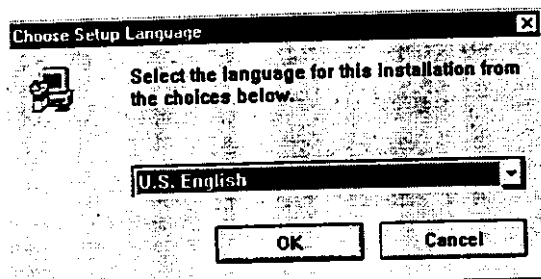 Choose Setup Language
Select the language for this installation from
the choices below.
U.S. English
OK
Cancel